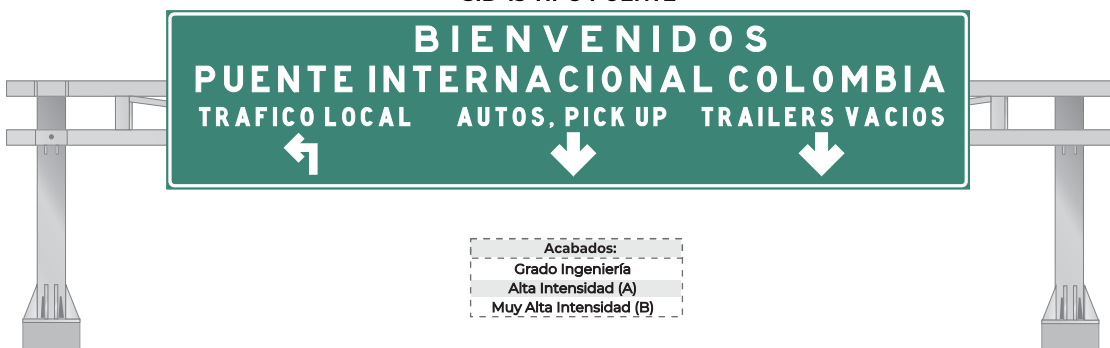 BIENVENIDOS
PUENTE INTERNACIONAL COLOMBIA
TRAFICO LOCAL AUTOS, PICK UP TRAILERS VACIOS
Acabados:
Grado Ingeniería
Alta Intensidad (A)
Muy Alta Intensidad (B)